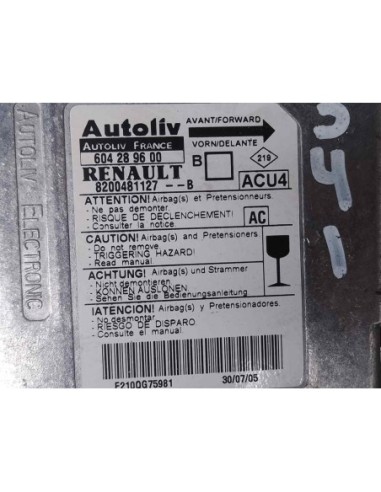 Autoliv
AVANT/FORWARD
AUTOLIV FRANCE
VORN/DELANTE
604 28 96 00
B
219
RENAULT
8200481127 --B
ACU4
ATTENTION! Airbag(s) et Pretensionneurs.
- Ne pas demonter
- RISQUE DE DECLENCHEMENT!
- Consulter la notice
AC
CAUTION! Airbag(s) and Pretensioners
- Do not remove
- TRIGGERING HAZARD!
- Read manual
ACHTUNG! Airbag(s) und Strammer
- Nicht demontieren
- KONNEN AUSLONEN.
- Sehen Sie die Bedienungsanleitung
!ATENCION! Airbag(s) y Pretensionadores.
- No desmontar
- RIESGO DE DISPARO.
- Consulte el manual
F2100G75981
30/07/05
AUTOLIV ELECTRONIC